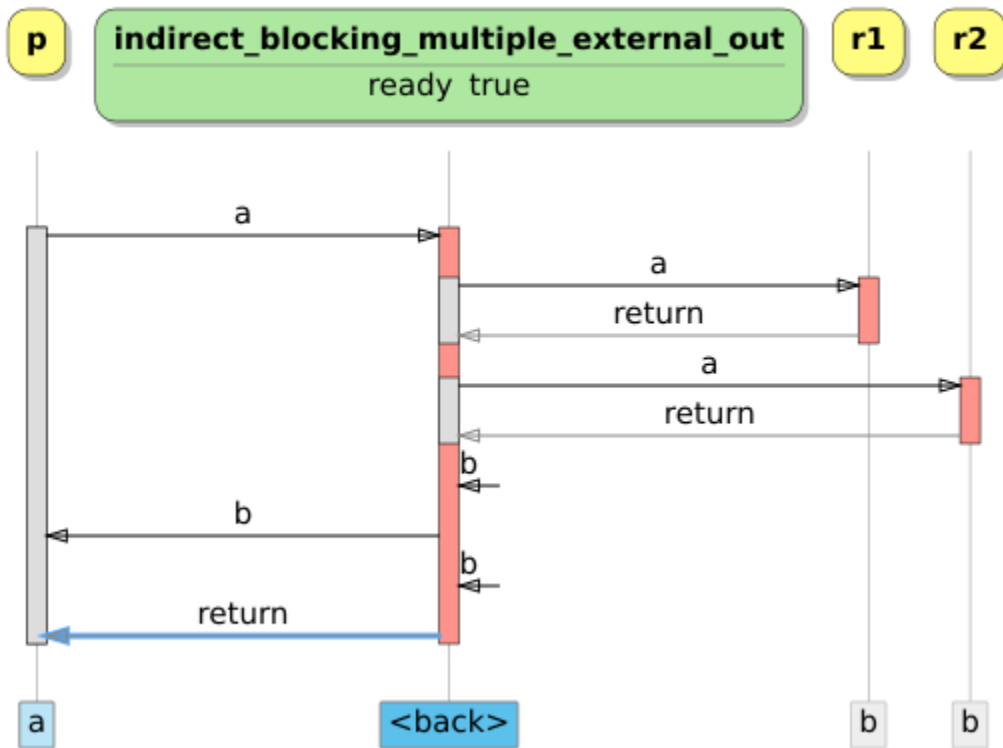 p
indirect_blocking_multiple_external_out
ready true
r1
r2
a
a
return
a
return
b
b
b
return
a
<back>
b
b